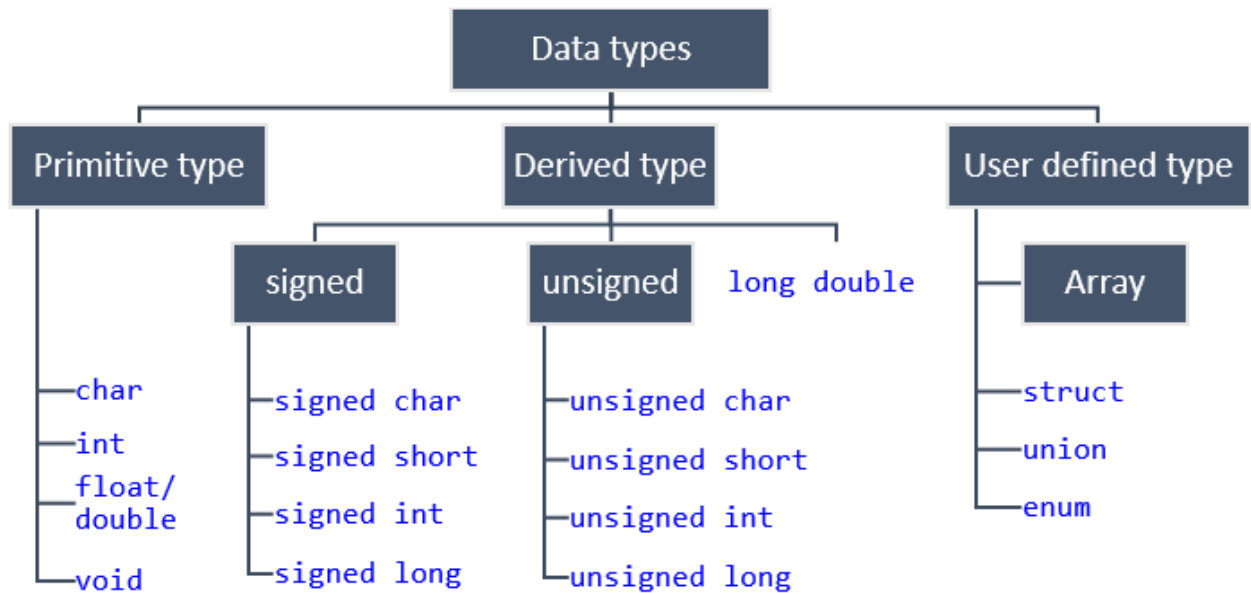 Data types
Primitive type
Derived type
User defined type
signed
unsigned
long double
Array
char
int
float/
double
void
signed char
signed short
signed int
signed long
unsigned char
unsigned short
unsigned int
unsigned long
struct
union
enum